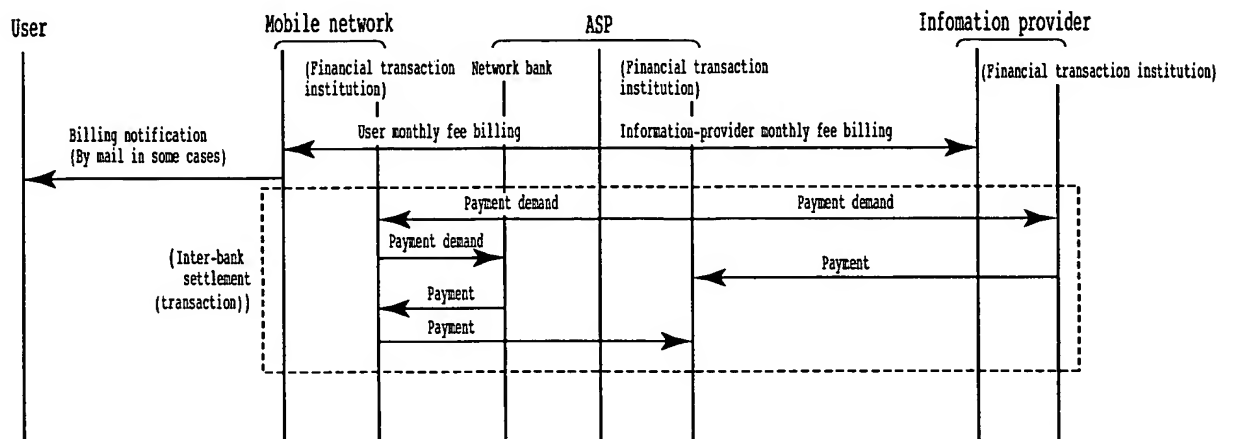 User
Mobile network
ASP
Infomation provider
(Financial transaction
institution)
Network bank
(Financial transaction
institution)
(Financial transaction institution)
Billing notification
(By mail in some cases)
User monthly fee billing
Information-provider monthly fee billing
Payment demand
Payment demand
Payment demand
(Inter-bank
settlement
(transaction))
Payment
Payment
Payment